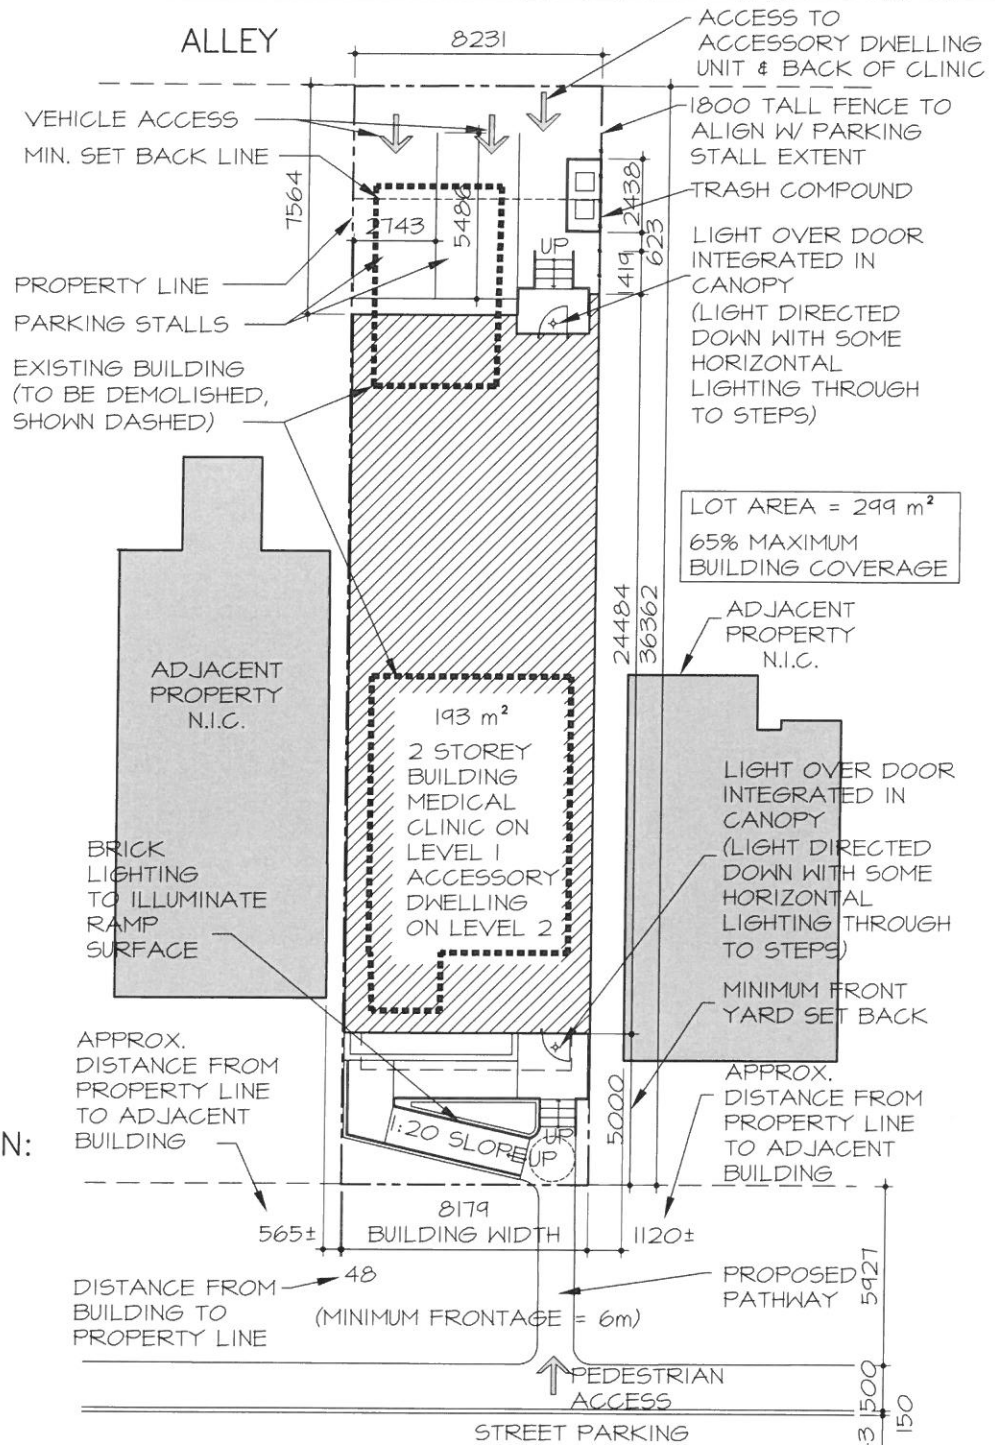 ALLEY
8231
ACCESS TO
ACCESSORY DWELLING
UNIT & BACK OF CLINIC
VEHICLE ACCESS
MIN. SET BACK LINE
1800 TALL FENCE TO
ALIGN W/ PARKING
STALL EXTENT
TRASH COMPOUND
7564
2743
5486
2438
623
1419
UP
PROPERTY LINE
PARKING STALLS
LIGHT OVER DOOR
INTEGRATED IN
CANOPY
(LIGHT DIRECTED
DOWN WITH SOME
HORIZONTAL
LIGHTING THROUGH
TO STEPS)
EXISTING BUILDING
(TO BE DEMOLISHED,
SHOWN DASHED)
LOT AREA = 299 m²
65% MAXIMUM
BUILDING COVERAGE
24484
36362
ADJACENT
PROPERTY
N.I.C.
ADJACENT
PROPERTY
N.I.C.
193 m²
2 STOREY
BUILDING
MEDICAL
CLINIC ON
LEVEL 1
ACCESSORY
DWELLING
ON LEVEL 2
LIGHT OVER DOOR
INTEGRATED IN
CANOPY
(LIGHT DIRECTED
DOWN WITH SOME
HORIZONTAL
LIGHTING THROUGH
TO STEPS)
BRICK
LIGHTING
TO ILLUMINATE
RAMP
SURFACE
MINIMUM FRONT
YARD SET BACK
APPROX.
DISTANCE FROM
PROPERTY LINE
TO ADJACENT
BUILDING
N:
1:20 SLOPE
UP
UP
5000
APPROX.
DISTANCE FROM
PROPERTY LINE
TO ADJACENT
BUILDING
565±
8179
BUILDING WIDTH
1120±
48
DISTANCE FROM
BUILDING TO
PROPERTY LINE
(MINIMUM FRONTAGE = 6m)
PROPOSED
PATHWAY
5927
PEDESTRIAN
ACCESS
1500
150
STREET PARKING